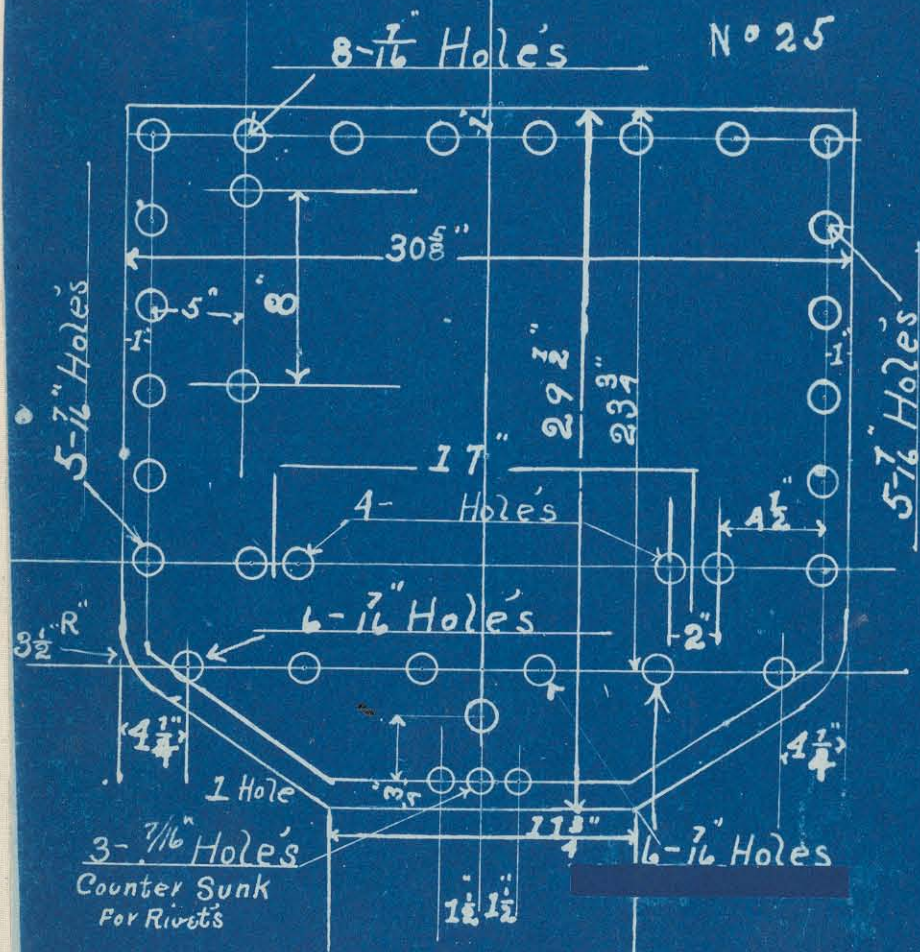 Nº 25
8-7/16" Hole's
1"
30 5/8"
5"
8"
-1-
1"
5-7/16" Hole's
5-7/16" Hole's
29 1/2"
23 3/4"
17"
4- Hole's
4 1/2"
3 1/2" R"
6-7/16" Hole's
2"
4 1/4"
4 1/4"
1 Hole
11 3/4"
3-7/16" Hole's
6-7/16" Holes
Counter Sunk
For Rivets
1 1/2" 1 1/2"